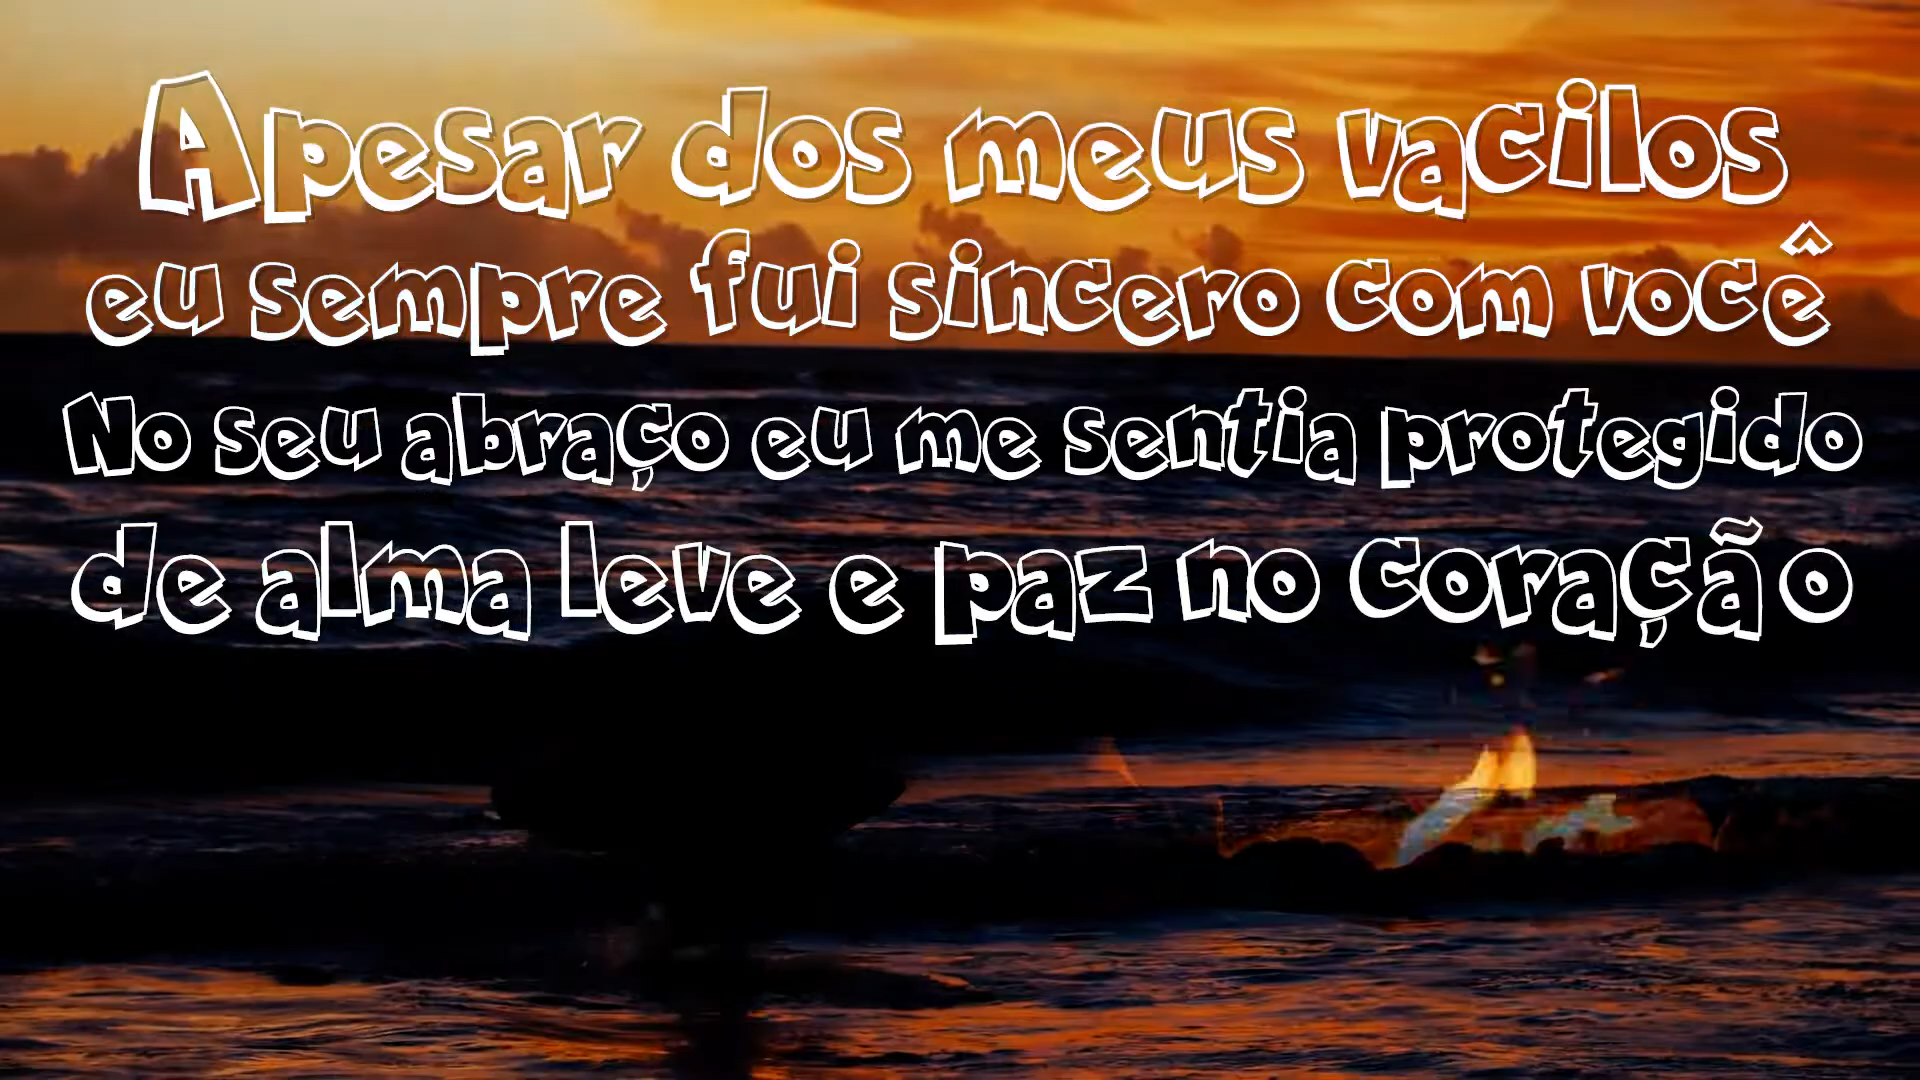 Apesar dos meus vacilos
eu sempre fui sincero com você
No seu abraço eu me sentia protegido
de alma leve e paz no coração